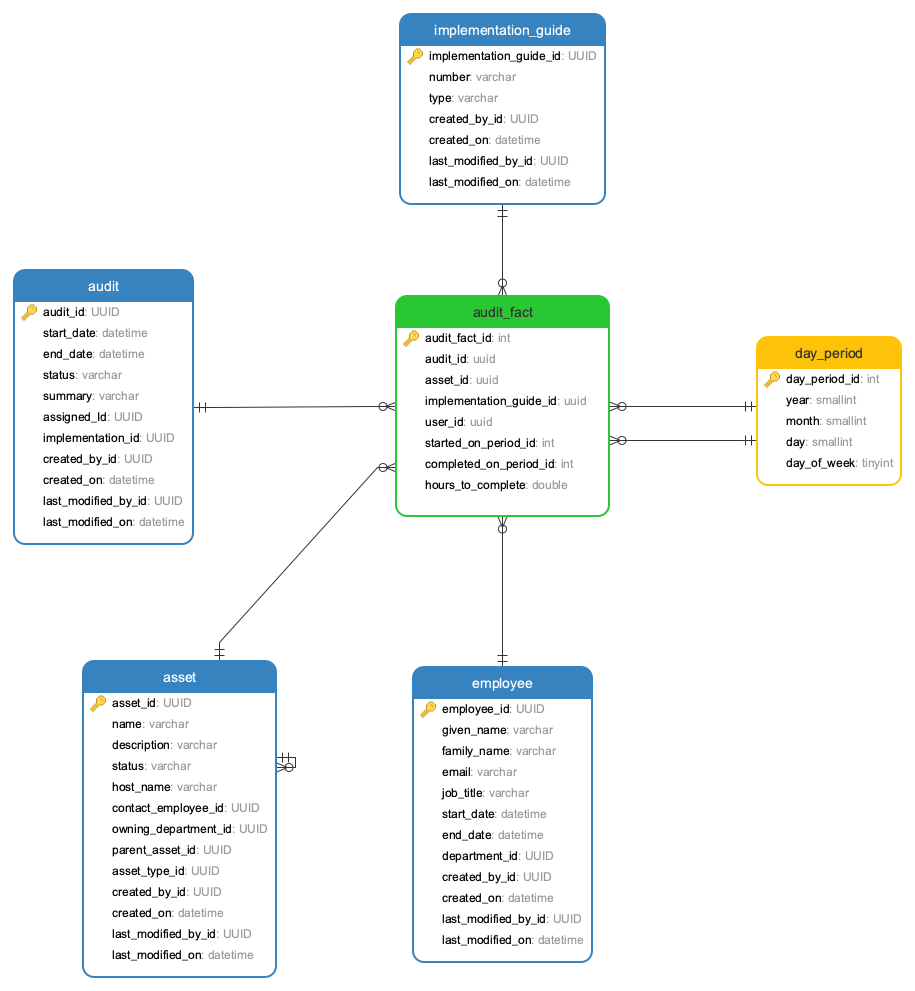 implementation_guide
implementation_guide_id: UUID
number: varchar
type: varchar
created_by_id: UUID
created_on: datetime
last_modified_by_id: UUID
last_modified_on: datetime
audit
audit_id: UUID
start_date: datetime
end_date: datetime
status: varchar
summary: varchar
assigned_Id: UUID
implementation_id: UUID
created_by_id: UUID
created_on: datetime
last_modified_by_id: UUID
last_modified_on: datetime
audit_fact
audit_fact_id: int
audit_id: uuid
asset_id: uuid
implementation_guide_id: uuid
user_id: uuid
started_on_period_id: int
completed_on_period_id: int
hours_to_complete: double
day_period
day_period_id: int
year: smallint
month: smallint
day: smallint
day_of_week: tinyint
asset
asset_id: UUID
name: varchar
description: varchar
status: varchar
host_name: varchar
contact_employee_id: UUID
owning_department_id: UUID
parent_asset_id: UUID
asset_type_id: UUID
created_by_id: UUID
created_on: datetime
last_modified_by_id: UUID
last_modified_on: datetime
employee
employee_id: UUID
given_name: varchar
family_name: varchar
email: varchar
job_title: varchar
start_date: datetime
end_date: datetime
department_id: UUID
created_by_id: UUID
created_on: datetime
last_modified_by_id: UUID
last_modified_on: datetime